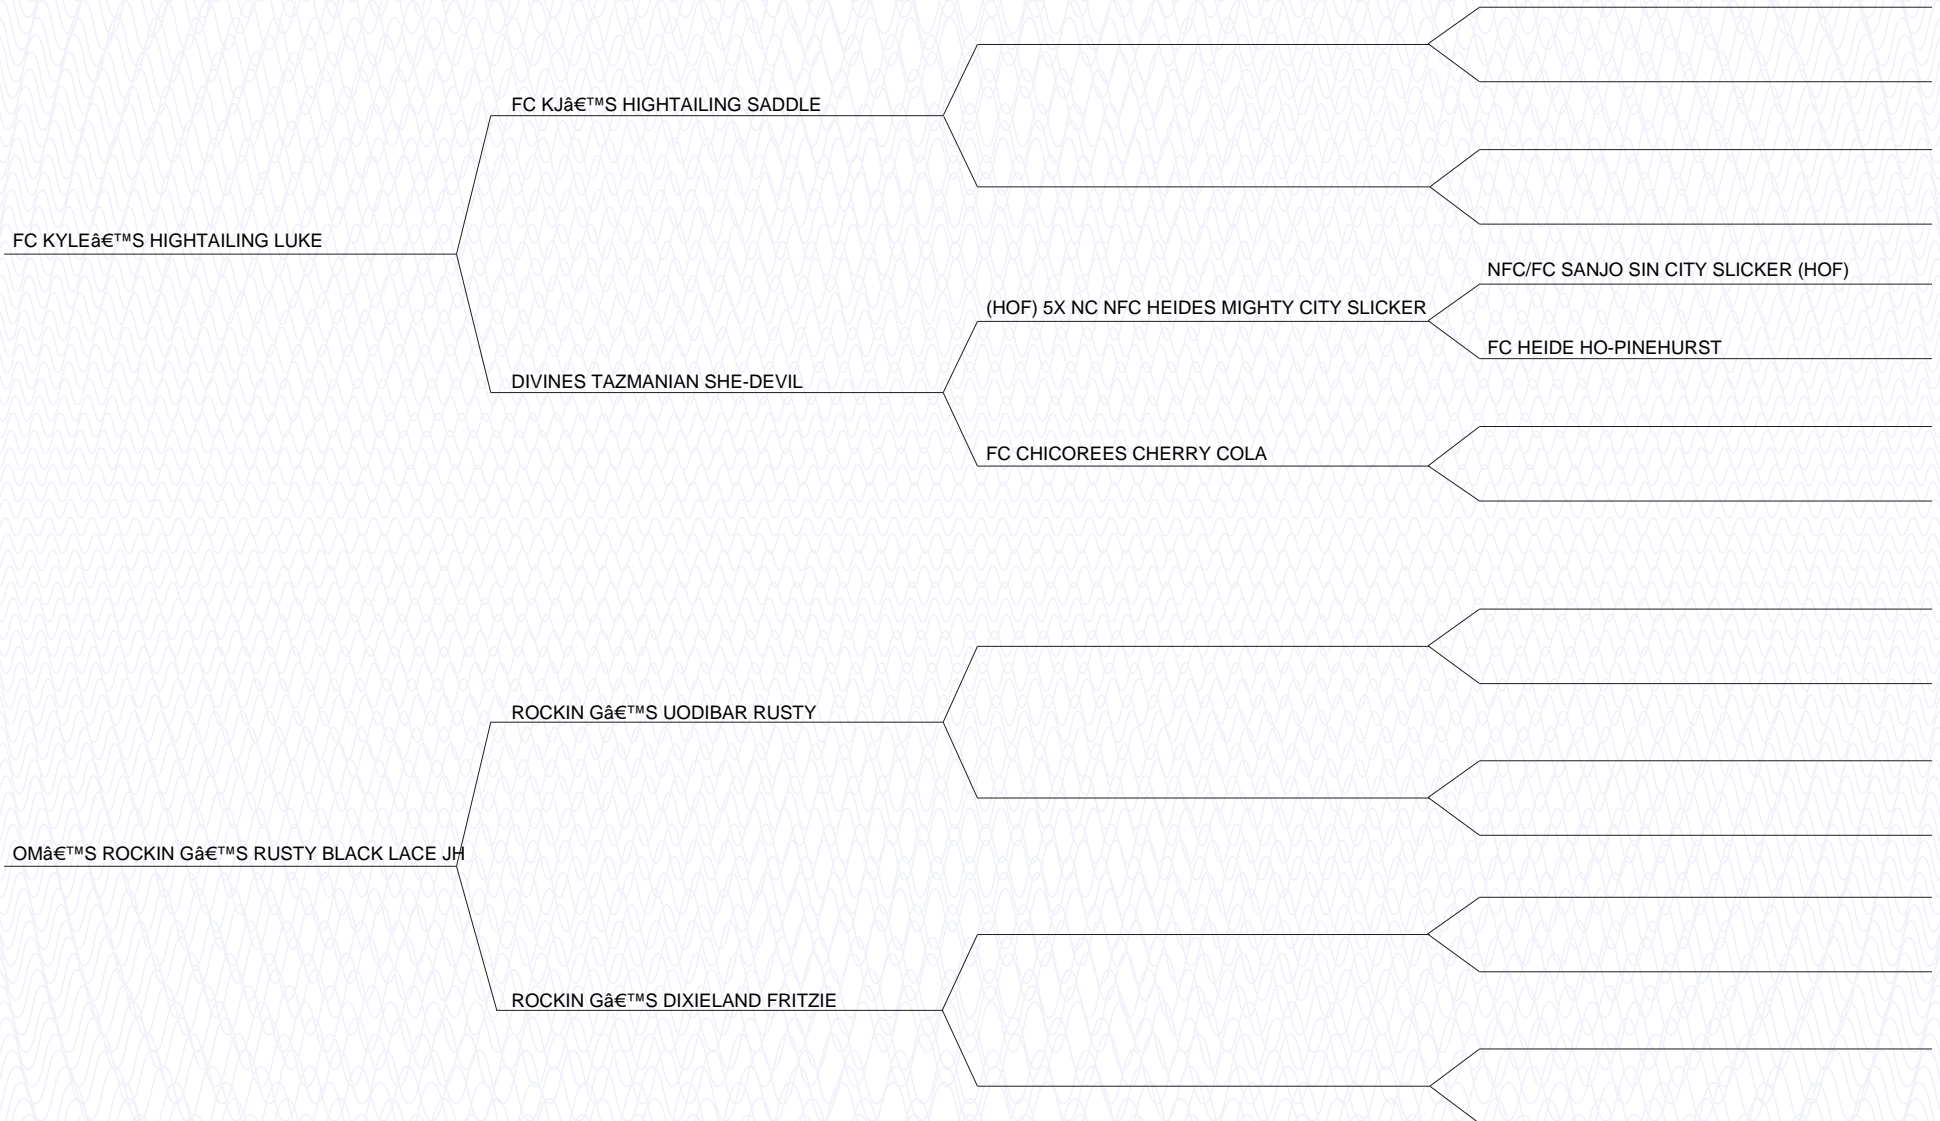 FC KJâ€™S HIGHTAILING SADDLE
FC KYLEâ€™S HIGHTAILING LUKE
NFC/FC SANJO SIN CITY SLICKER (HOF)
(HOF) 5X NC NFC HEIDES MIGHTY CITY SLICKER
FC HEIDE HO-PINEHURST
DIVINES TAZMANIAN SHE-DEVIL
FC CHICOREES CHERRY COLA
ROCKIN Gâ€™S UODIBAR RUSTY
OMâ€™S ROCKIN Gâ€™S RUSTY BLACK LACE JH
ROCKIN Gâ€™S DIXIELAND FRITZIE